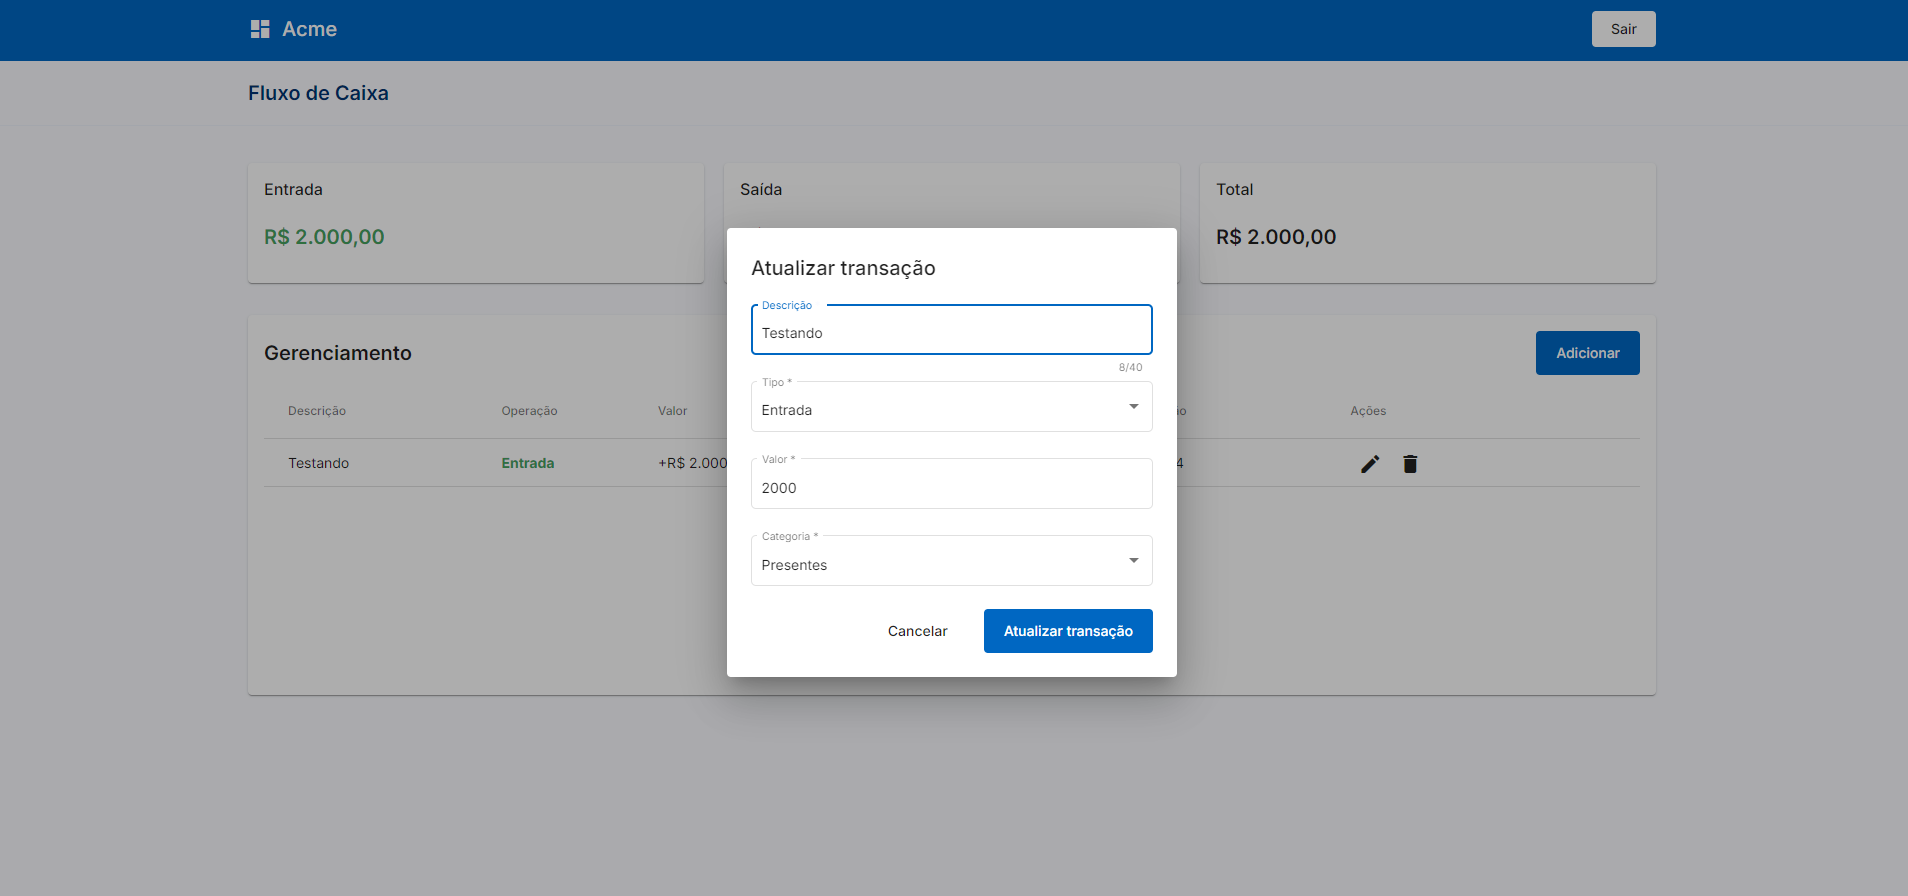 Acme
Sair
Fluxo de Caixa
Entrada
R$ 2.000,00
Saída
Total
R$ 2.000,00
Gerenciamento
Adicionar
Descrição Operação Valor Ações
Testando Entrada +R$ 2.000 4
Atualizar transação
Descrição
Testando
8/40
Tipo *
Entrada
Valor *
2000
Categoria *
Presentes
Cancelar
Atualizar transação